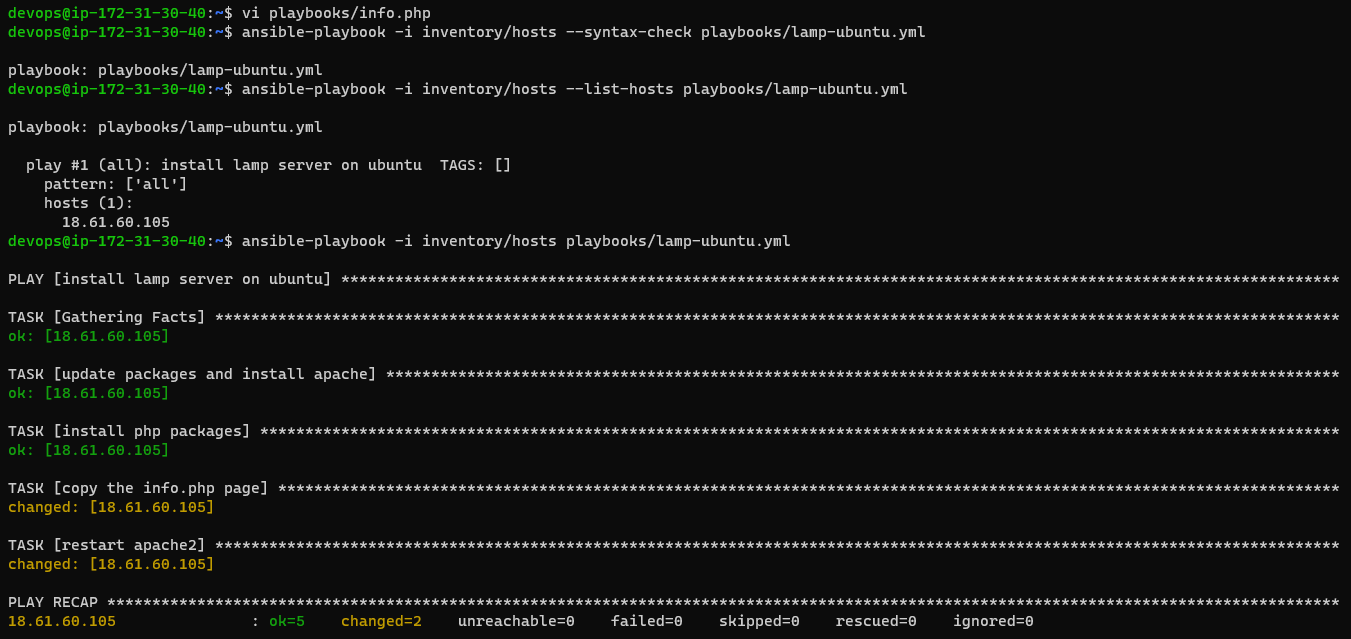 devops@ip-172-31-30-40:~$ vi playbooks/info.php
devops@ip-172-31-30-40:~$ ansible-playbook -i inventory/hosts --syntax-check playbooks/lamp-ubuntu.yml
playbook: playbooks/lamp-ubuntu.yml
devops@ip-172-31-30-40:~$ ansible-playbook -i inventory/hosts --list-hosts playbooks/lamp-ubuntu.yml
playbook: playbooks/lamp-ubuntu.yml
  play #1 (all): install lamp server on ubuntu  TAGS: []
    pattern: ['all']
    hosts (1):
      18.61.60.105
devops@ip-172-31-30-40:~$ ansible-playbook -i inventory/hosts playbooks/lamp-ubuntu.yml
PLAY [install lamp server on ubuntu] ***************************************************************************************************************
TASK [Gathering Facts] *****************************************************************************************************************************
ok: [18.61.60.105]
TASK [update packages and install apache] **********************************************************************************************************
ok: [18.61.60.105]
TASK [install php packages] ************************************************************************************************************************
ok: [18.61.60.105]
TASK [copy the info.php page] **********************************************************************************************************************
changed: [18.61.60.105]
TASK [restart apache2] *****************************************************************************************************************************
changed: [18.61.60.105]
PLAY RECAP *****************************************************************************************************************************************
18.61.60.105               : ok=5    changed=2    unreachable=0    failed=0    skipped=0    rescued=0    ignored=0